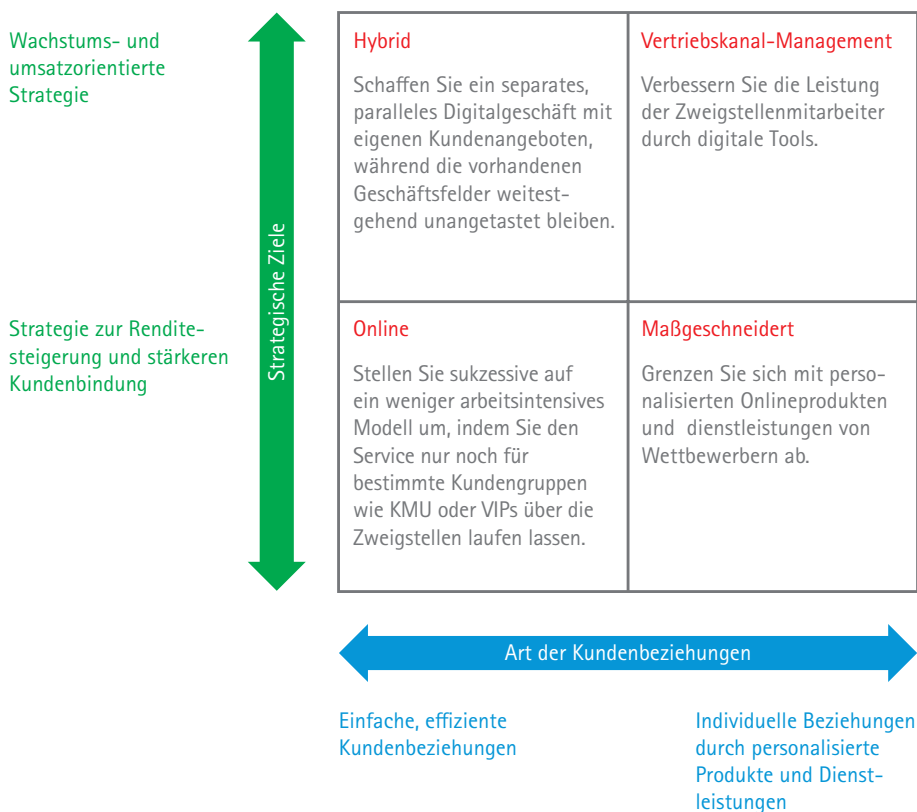 Wachstums- und
umsatzorientierte
Strategie
Hybrid
Schaffen Sie ein separates,
paralleles Digitalgeschäft mit
eigenen Kundenangeboten,
während die vorhandenen
Geschäftsfelder weitest-
gehend unangetastet bleiben.
Vertriebskanal-Management
Verbessern Sie die Leistung
der Zweigstellenmitarbeiter
durch digitale Tools.
Strategische Ziele
Strategie zur Rendite-
steigerung und stärkeren
Kundenbindung
Online
Stellen Sie sukzessive auf
ein weniger arbeitsintensives
Modell um, indem Sie den
Service nur noch für
bestimmte Kundengruppen
wie KMU oder VIPs über die
Zweigstellen laufen lassen.
Maßgeschneidert
Grenzen Sie sich mit perso-
nalisierten Onlineprodukten
und  dienstleistungen von
Wettbewerbern ab.
Art der Kundenbeziehungen
Einfache, effiziente
Kundenbeziehungen
Individuelle Beziehungen
durch personalisierte
Produkte und Dienst-
leistungen